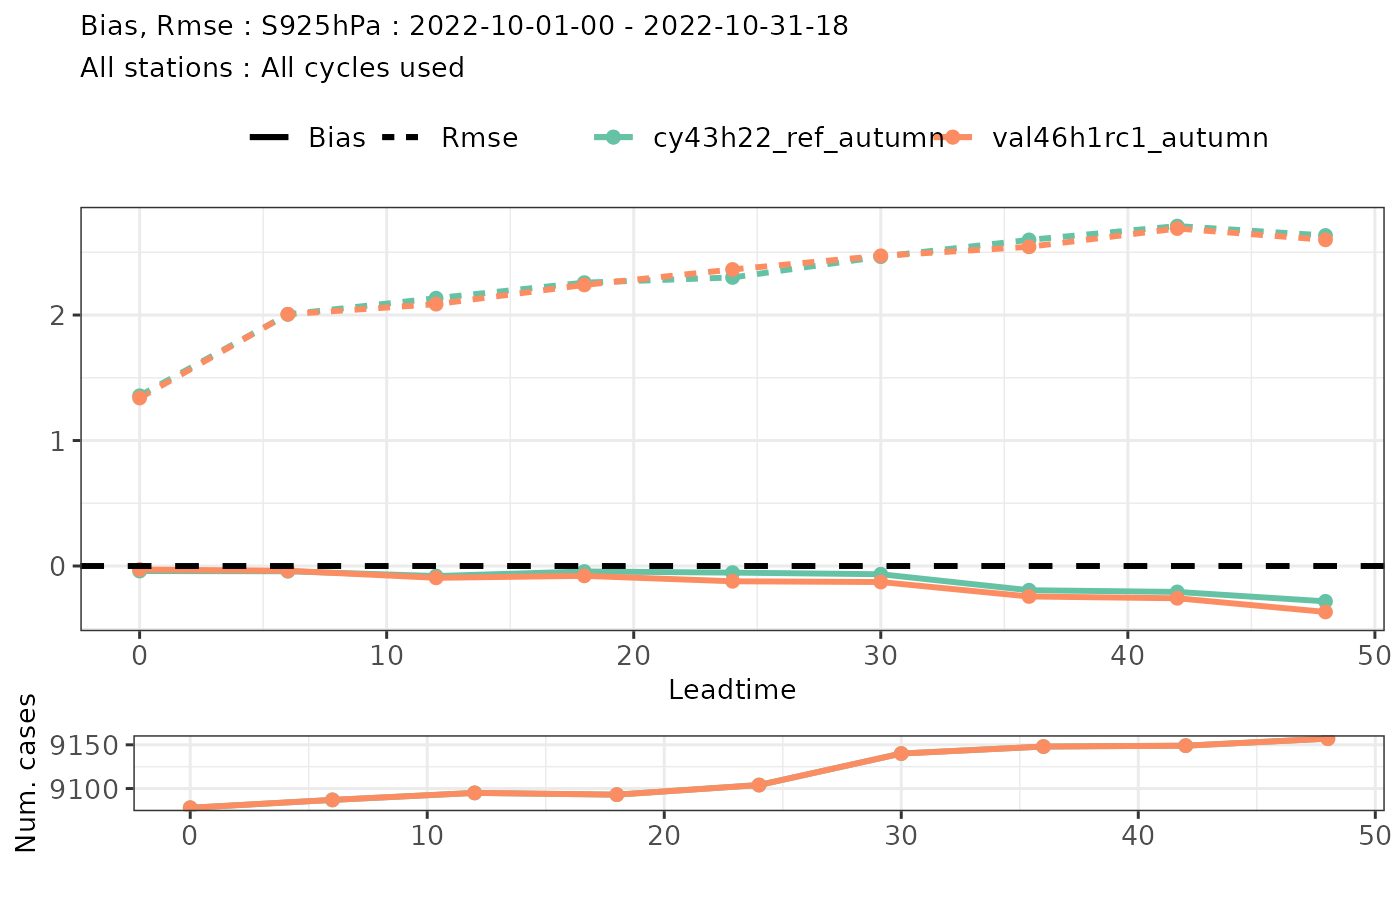 Bias, Rmse : S925hPa : 2022-10-01-00 - 2022-10-31-18
All stations : All cycles used
Bias Rmse cy43h22_ref_autumn val46h1rc1_autumn
2
1
0
0 10 20 30 40 50
Leadtime
Num. cases
9150
9100
0 10 20 30 40 50